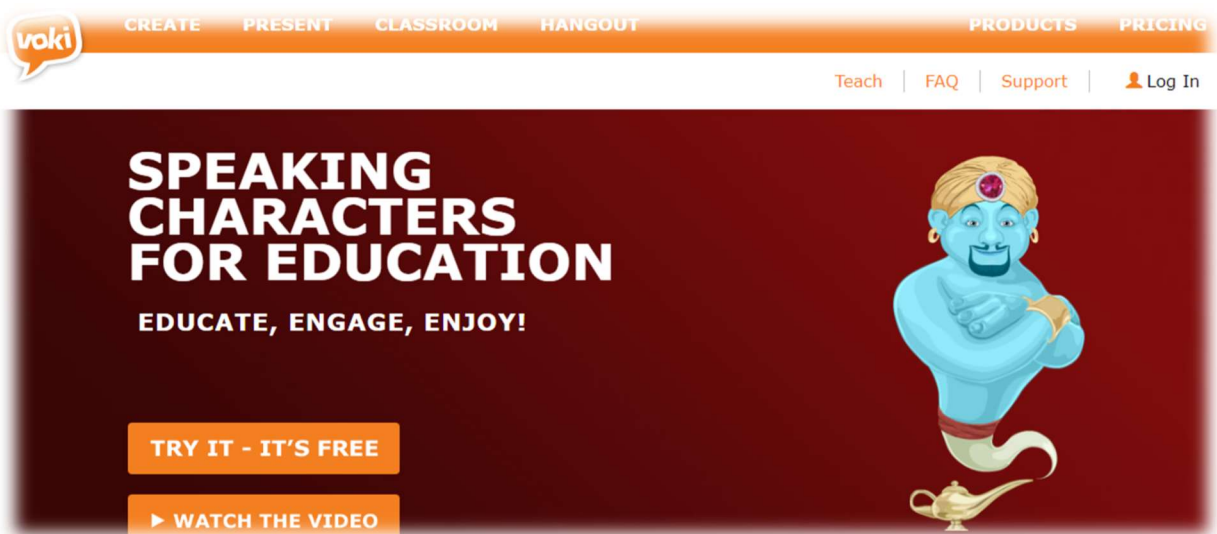 voki
CREATE PRESENT CLASSROOM HANGOUT PRODUCTS PRICING
Teach FAQ Support Log In
SPEAKING
CHARACTERS
FOR EDUCATION
EDUCATE, ENGAGE, ENJOY!
TRY IT - IT'S FREE
WATCH THE VIDEO